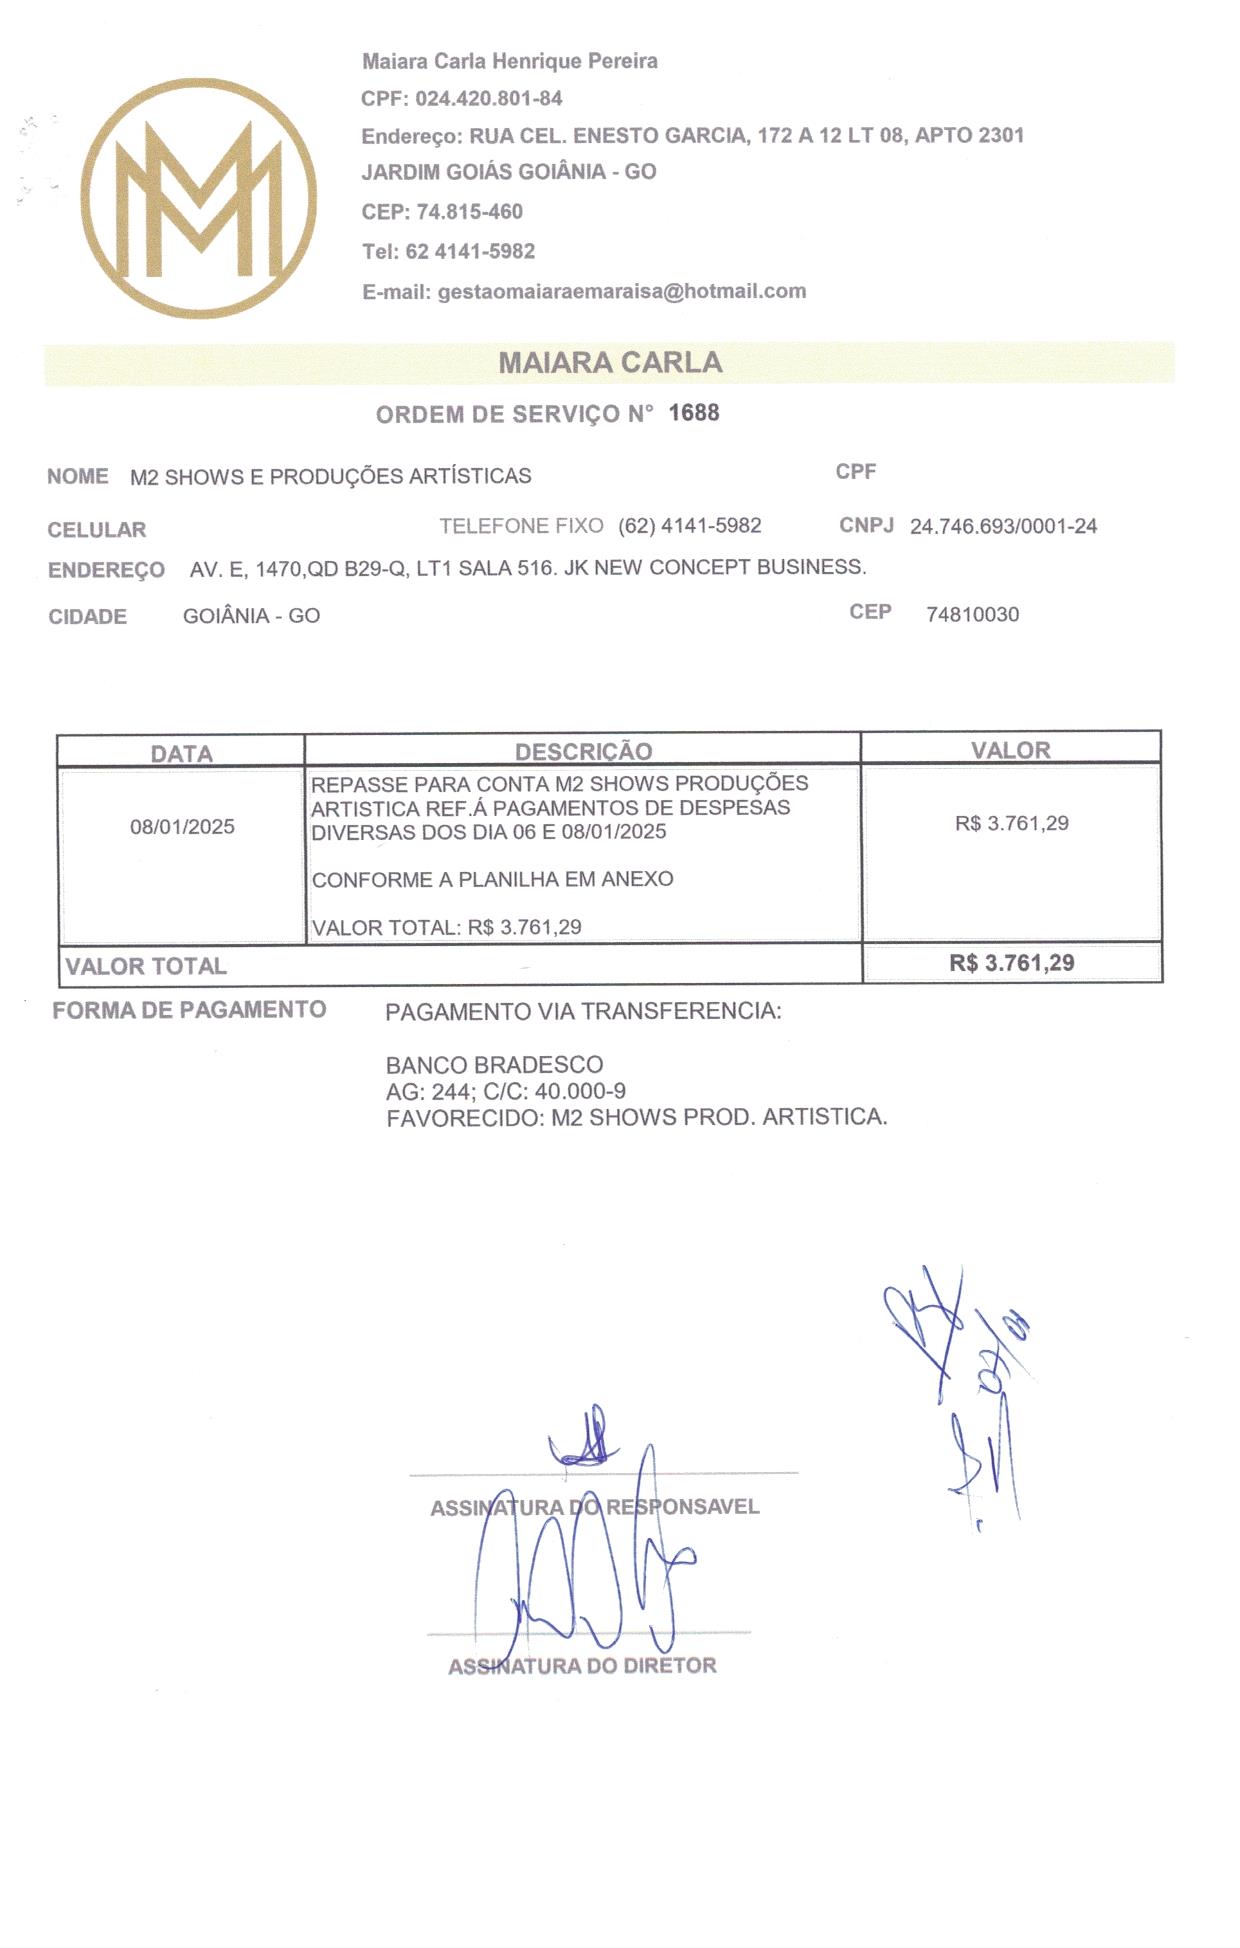 Maiara Carla Henrique Pereira
CPF: 024.420.801-84
Endereço: RUA CEL. ENESTO GARCIA, 172 A 12 LT 08, APTO 2301
JARDIM GOIÁS GOIÂNIA - GO
CEP: 74.815-460
Tel: 62 4141-5982
E-mail: gestaomaiaraemaraisa@hotmail.com
MAIARA CARLA
ORDEM DE SERVIÇO N° 1688
NOME M2 SHOWS E PRODUÇÕES ARTÍSTICAS CPF
CELULAR TELEFONE FIXO (62) 4141-5982 CNPJ 24.746.693/0001-24
ENDEREÇO AV. E, 1470,QD B29-Q, LT1 SALA 516. JK NEW CONCEPT BUSINESS.
CIDADE GOIÂNIA - GO CEP 74810030
DATA DESCRIÇÃO VALOR
REPASSE PARA CONTA M2 SHOWS PRODUÇÕES
ARTISTICA REF.Á PAGAMENTOS DE DESPESAS
08/01/2025 DIVERSAS DOS DIA 06 E 08/01/2025 R$ 3.761,29
CONFORME A PLANILHA EM ANEXO
VALOR TOTAL: R$ 3.761,29
VALOR TOTAL R$ 3.761,29
FORMA DE PAGAMENTO PAGAMENTO VIA TRANSFERENCIA:
BANCO BRADESCO
AG: 244; C/C: 40.000-9
FAVORECIDO: M2 SHOWS PROD. ARTISTICA.
ASSINATURA DO RESPONSAVEL
ASSINATURA DO DIRETOR